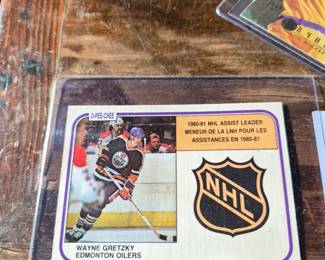 O-PEE-CHEE
1980-81 NHL ASSIST LEADER
MENEUR DE LA LNH POUR LES
ASSISTANCES EN 1980-81
NHL
WAYNE GRETZKY
EDMONTON OILERS